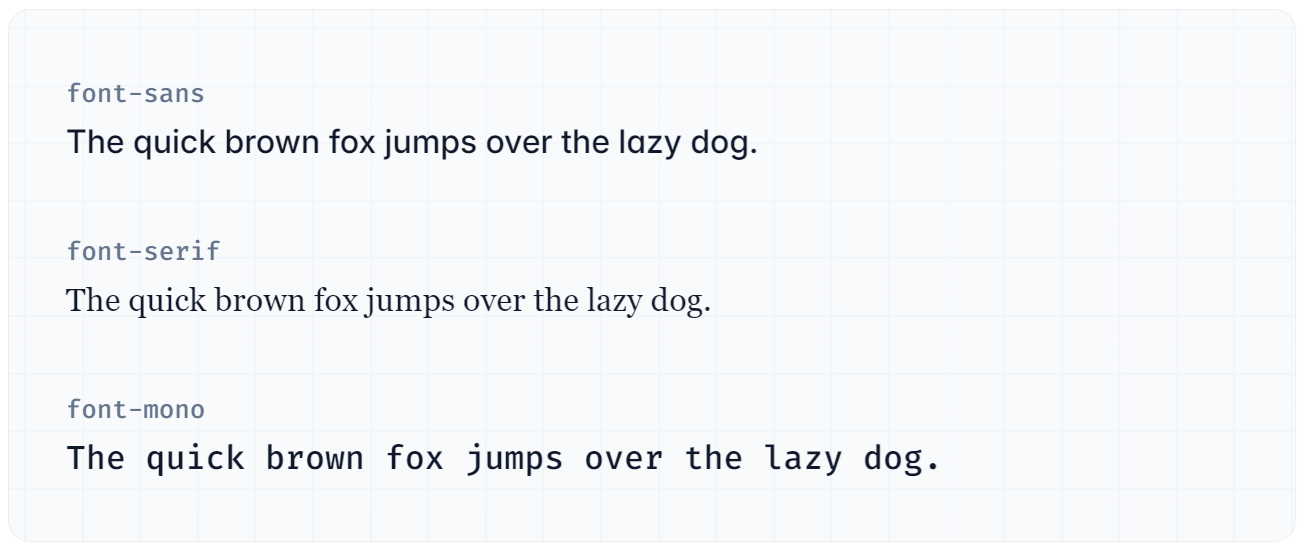 font-sans
The quick brown fox jumps over the lazy dog.
font-serif
The quick brown fox jumps over the lazy dog.
font-mono
The quick brown fox jumps over the lazy dog.